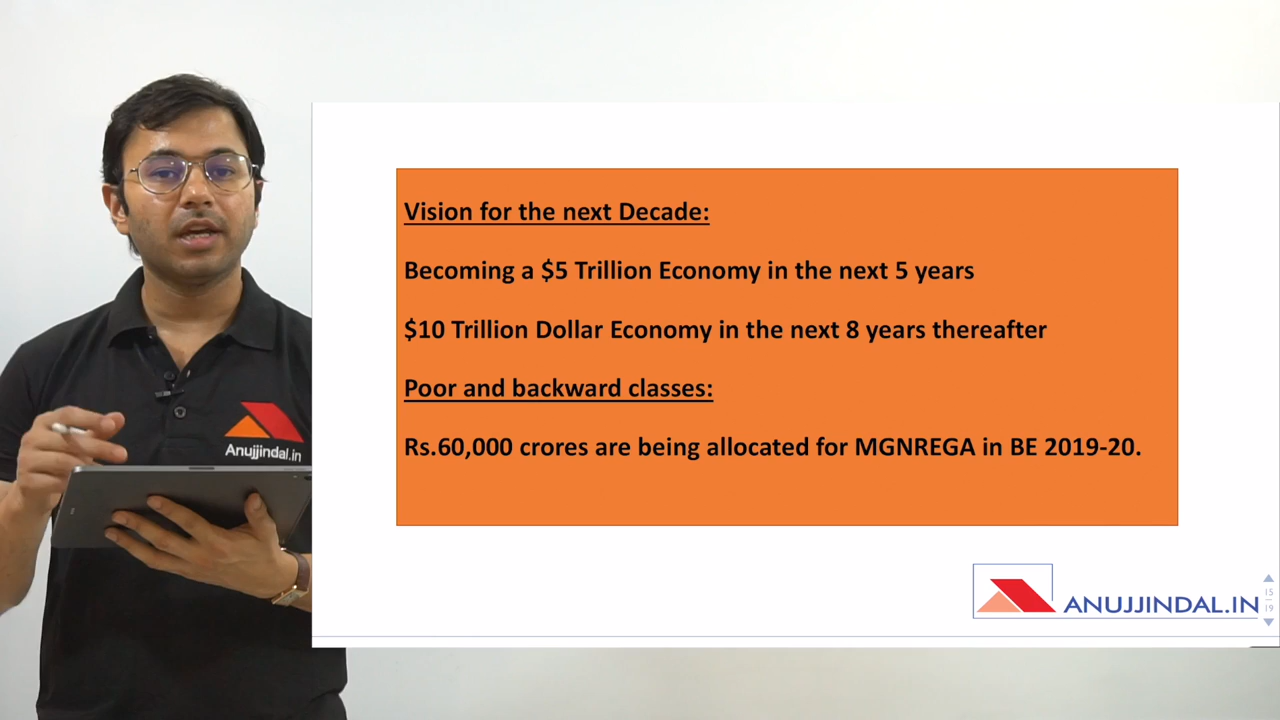 Vision for the next Decade:
Becoming a $5 Trillion Economy in the next 5 years
$10 Trillion Dollar Economy in the next 8 years thereafter
Poor and backward classes:
Rs.60,000 crores are being allocated for MGNREGA in BE 2019-20.
Anujjindal.in
ANUJJINDAL.IN
15
19